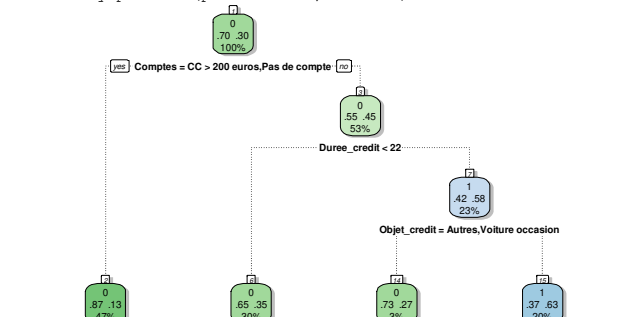 1
0
.70 .30
100%
yes Comptes = CC > 200 euros,Pas de compte no
3
0
.55 .45
53%
Duree_credit < 22
7
1
.42 .58
23%
Objet_credit = Autres,Voiture occasion
2 6 14 15
0 0 0 1
.87 .13 .65 .35 .73 .27 .37 .63
47% 30% 3% 20%